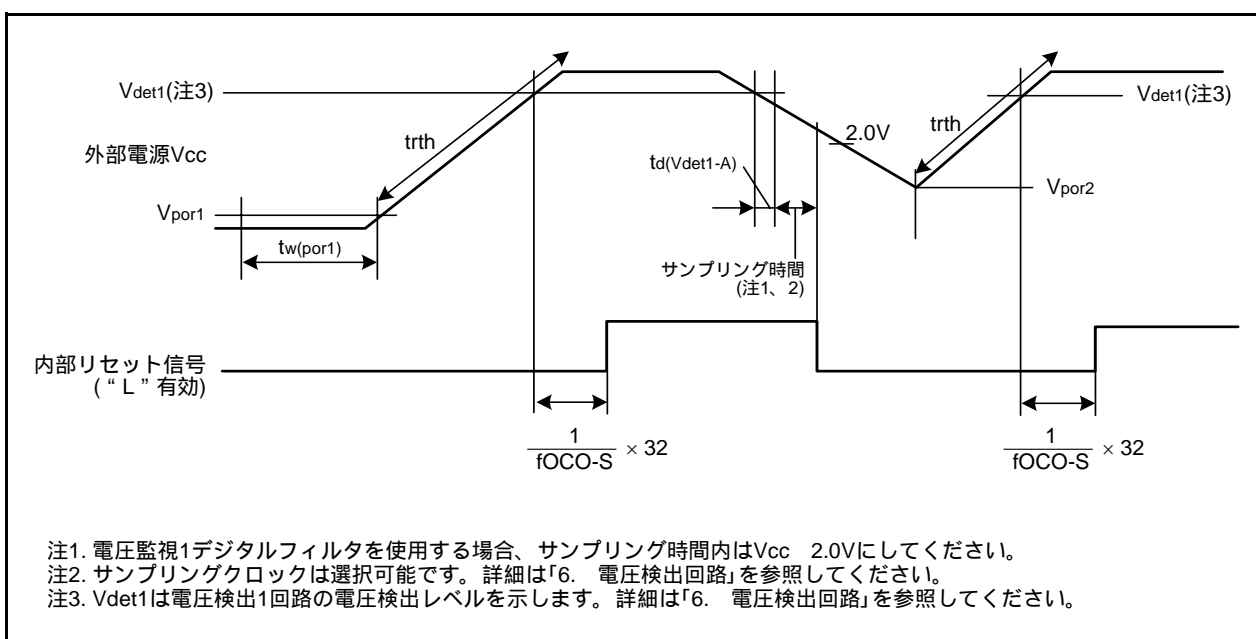 Vdet1(注3)
Vdet1(注3)
外部電源Vcc
trth
trth
2.0V
td(Vdet1-A)
Vpor1
Vpor2
tw(por1)
サンプリング時間
(注1、2)
内部リセット信号
(“L”有効)
1
fOCO-S
× 32
1
fOCO-S
× 32
注1. 電圧監視1デジタルフィルタを使用する場合、サンプリング時間内はVcc 2.0Vにしてください。
注2. サンプリングクロックは選択可能です。詳細は「6. 電圧検出回路」を参照してください。
注3. Vdet1は電圧検出1回路の電圧検出レベルを示します。詳細は「6. 電圧検出回路」を参照してください。